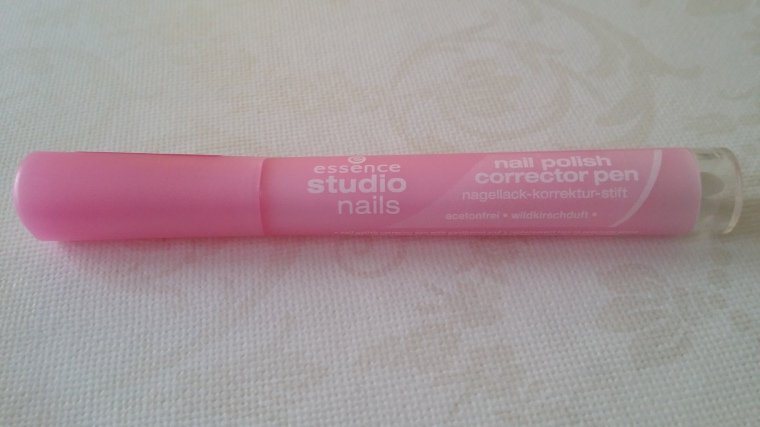 essence
studio
nails
nail polish
corrector pen
nagellack-korrektur-stift
acetonfrei • wildkirschduft •